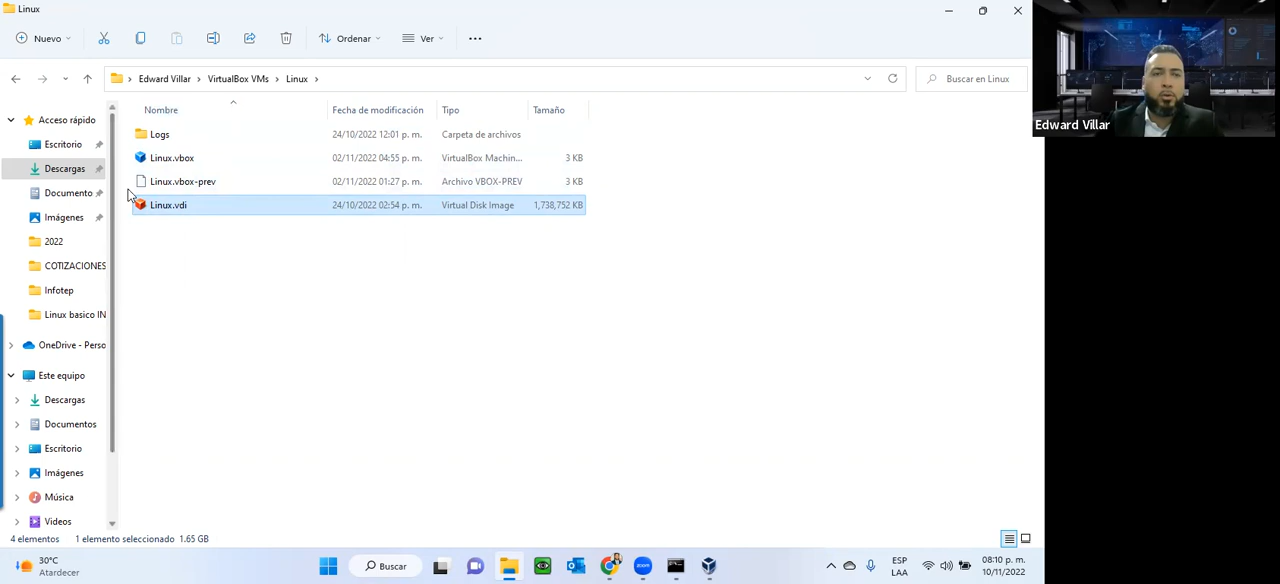 Linux
Nuevo
Ordenar
Ver
Edward Villar > VirtualBox VMs > Linux >
Buscar en Linux
Edward Villar
Nombre Fecha de modificación Tipo Tamaño
Logs 24/10/2022 12:01 p. m. Carpeta de archivos
Linux.vbox 02/11/2022 04:55 p. m. VirtualBox Machin... 3 KB
Linux.vbox-prev 02/11/2022 01:27 p. m. Archivo VBOX-PREV 3 KB
Linux.vdi 24/10/2022 02:54 p. m. Virtual Disk Image 1,738,752 KB
Acceso rápido
Escritorio
Descargas
Documento
Imágenes
2022
COTIZACIONES
Infotep
Linux basico IN
OneDrive - Perso
Este equipo
Descargas
Documentos
Escritorio
Imágenes
Música
Videos
4 elementos 1 elemento seleccionado 1.65 GB
30°C
Atardecer
Buscar
zoom
ESP
LAA
08:10 p. m.
10/11/2022